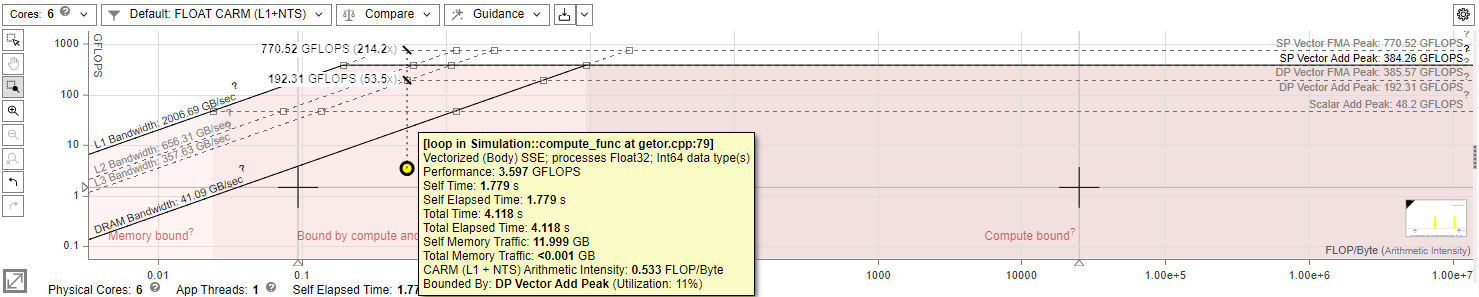 Cores: 6 ? Default: FLOAT CARM (L1+NTS) Compare Guidance
1000
GFLOPS
770.52 GFLOPS (214.2x)
SP Vector FMA Peak: 770.52 GFLOPS ?
SP Vector Add Peak: 384.26 GFLOPS ?
192.31 GFLOPS (53.5x)
DP Vector FMA Peak: 385.57 GFLOPS ?
DP Vector Add Peak: 192.31 GFLOPS ?
100
Scalar Add Peak: 48.2 GFLOPS ?
L1 Bandwidth: 2006.69 GB/sec ?
L2 Bandwidth: 656.31 GB/sec ?
L3 Bandwidth: 357.63 GB/sec ?
10
DRAM Bandwidth: 41.09 GB/sec ?
1
0.1
[loop in Simulation::compute_func at getor.cpp:79]
Vectorized (Body) SSE; processes Float32; Int64 data type(s)
Performance: 3.597 GFLOPS
Self Time: 1.779 s
Self Elapsed Time: 1.779 s
Total Time: 4.118 s
Total Elapsed Time: 4.118 s
Self Memory Traffic: 11.999 GB
Total Memory Traffic: <0.001 GB
CARM (L1 + NTS) Arithmetic Intensity: 0.533 FLOP/Byte
Bounded By: DP Vector Add Peak (Utilization: 11%)
Memory bound? Bound by compute and Compute bound?
FLOP/Byte (Arithmetic Intensity)
0.01 0.1 1000 10000 1.00e+5 1.00e+6 1.00e+7
Physical Cores: 6 ? App Threads: 1 ? Self Elapsed Time: 1.77